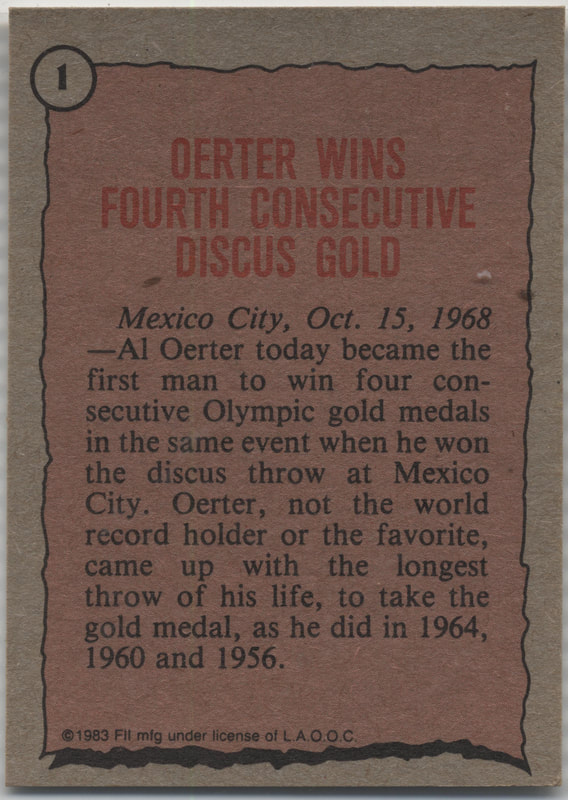 1
OERTER WINS
FOURTH CONSECUTIVE
DISCUS GOLD
Mexico City, Oct. 15, 1968
—Al Oerter today became the
first man to win four con-
secutive Olympic gold medals
in the same event when he won
the discus throw at Mexico
City. Oerter, not the world
record holder or the favorite,
came up with the longest
throw of his life, to take the
gold medal, as he did in 1964,
1960 and 1956.
©1983 FII mfg under license of L.A.O.O.C.